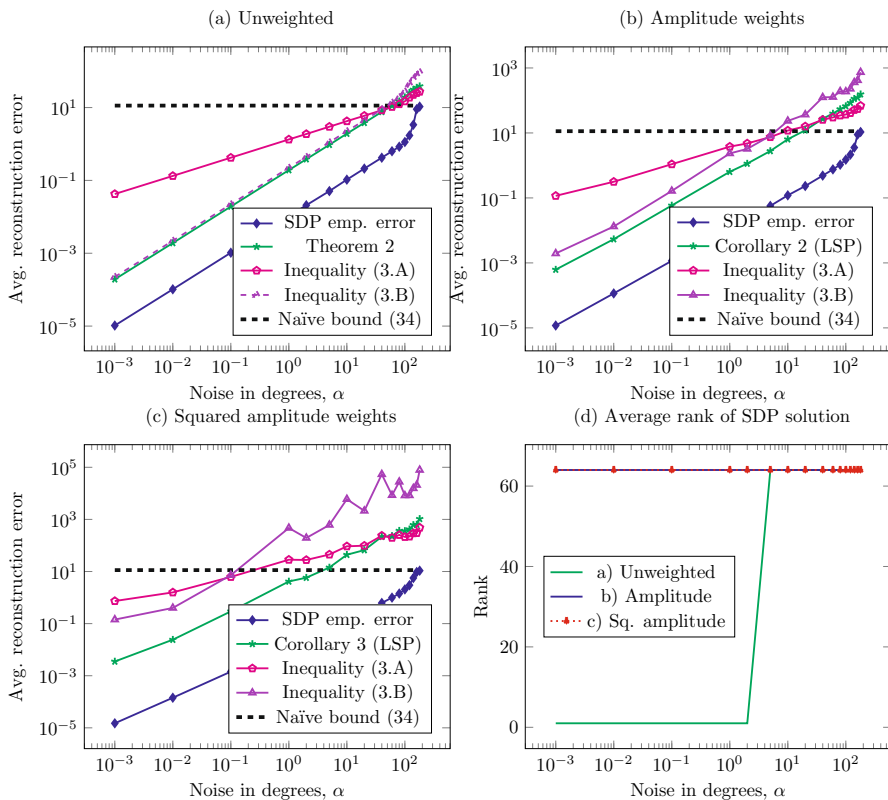 (a) Unweighted
Avg. reconstruction error
10^1
10^−1
10^−3
10^−5
SDP emp. error
Theorem 2
Inequality (3.A)
Inequality (3.B)
Naïve bound (34)
10^−3 10^−2 10^−1 10^0 10^1 10^2
Noise in degrees, α
(b) Amplitude weights
Avg. reconstruction error
10^3
10^1
10^−1
10^−3
10^−5
SDP emp. error
Corollary 2 (LSP)
Inequality (3.A)
Inequality (3.B)
Naïve bound (34)
10^−3 10^−2 10^−1 10^0 10^1 10^2
Noise in degrees, α
(c) Squared amplitude weights
Avg. reconstruction error
10^5
10^3
10^1
10^−1
10^−3
10^−5
SDP emp. error
Corollary 3 (LSP)
Inequality (3.A)
Inequality (3.B)
Naïve bound (34)
10^−3 10^−2 10^−1 10^0 10^1 10^2
Noise in degrees, α
(d) Average rank of SDP solution
Rank
60
40
20
0
a) Unweighted
b) Amplitude
c) Sq. amplitude
10^−3 10^−2 10^−1 10^0 10^1 10^2
Noise in degrees, α